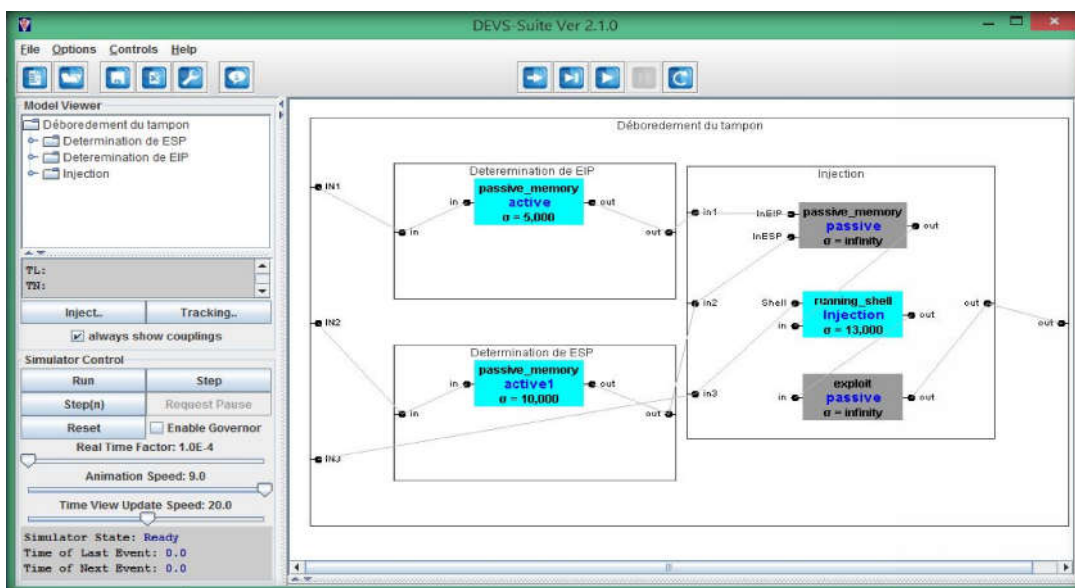 DEVS-Suite Ver 2.1.0
File Options Controls Help
Model Viewer
Déboredement du tampon
Determination de ESP
Deteremination de EIP
Injection
TL:
TN:
Inject.. Tracking..
always show couplings
Simulator Control
Run Step
Step(n) Request Pause
Reset Enable Governor
Real Time Factor: 1.0E-4
Animation Speed: 9.0
Time View Update Speed: 20.0
Simulator State: Ready
Time of Last Event: 0.0
Time of Next Event: 0.0
Déboredement du tampon
IN1
IN2
IN3
out
Deteremination de EIP
passive_memory
in active out
σ = 5,000
in out
Determination de ESP
passive_memory
in active1 out
σ = 10,000
in out
Injection
in1
in2
in3
out
InEIP passive_memory
InESP passive out
σ = infinity
Shell running_shell
in Injection out
σ = 13,000
exploit
in passive out
σ = infinity